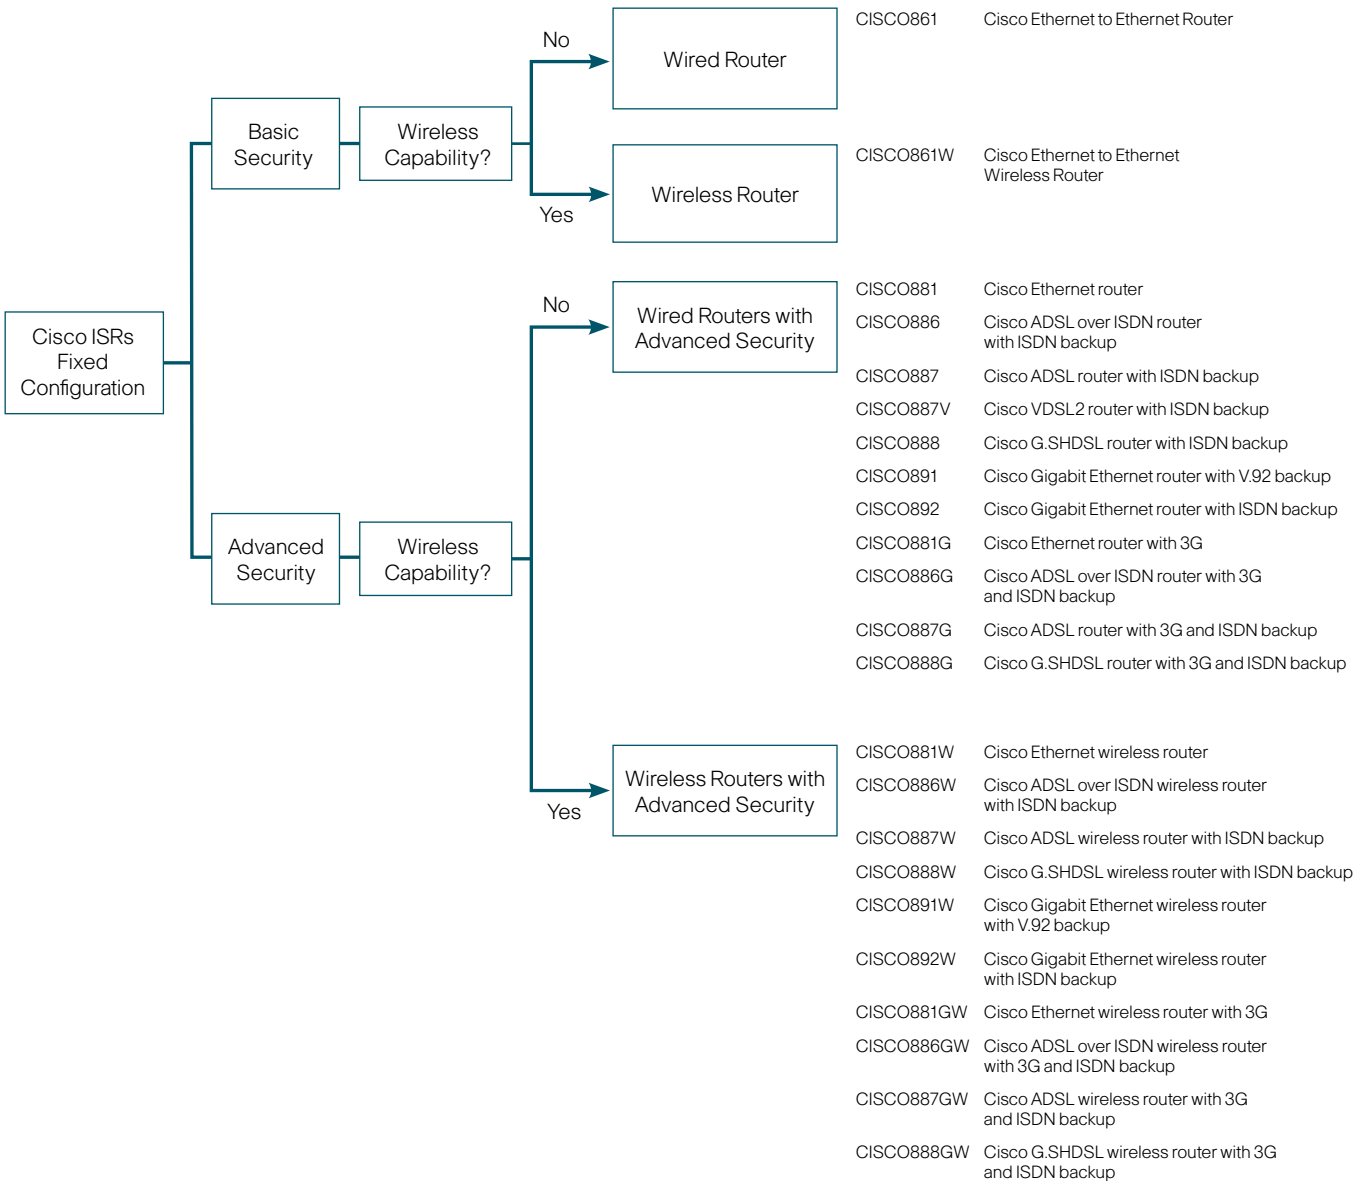 Cisco ISRs
Fixed
Configuration
Basic
Security
Wireless
Capability?
No
Wired Router
CISCO861 Cisco Ethernet to Ethernet Router
Yes
Wireless Router
CISCO861W Cisco Ethernet to Ethernet
Wireless Router
Advanced
Security
Wireless
Capability?
No
Wired Routers with
Advanced Security
CISCO881 Cisco Ethernet router
CISCO886 Cisco ADSL over ISDN router
with ISDN backup
CISCO887 Cisco ADSL router with ISDN backup
CISCO887V Cisco VDSL2 router with ISDN backup
CISCO888 Cisco G.SHDSL router with ISDN backup
CISCO891 Cisco Gigabit Ethernet router with V.92 backup
CISCO892 Cisco Gigabit Ethernet router with ISDN backup
CISCO881G Cisco Ethernet router with 3G
CISCO886G Cisco ADSL over ISDN router with 3G
and ISDN backup
CISCO887G Cisco ADSL router with 3G and ISDN backup
CISCO888G Cisco G.SHDSL router with 3G and ISDN backup
Yes
Wireless Routers with
Advanced Security
CISCO881W Cisco Ethernet wireless router
CISCO886W Cisco ADSL over ISDN wireless router
with ISDN backup
CISCO887W Cisco ADSL wireless router with ISDN backup
CISCO888W Cisco G.SHDSL wireless router with ISDN backup
CISCO891W Cisco Gigabit Ethernet wireless router
with V.92 backup
CISCO892W Cisco Gigabit Ethernet wireless router
with ISDN backup
CISCO881GW Cisco Ethernet wireless router with 3G
CISCO886GW Cisco ADSL over ISDN wireless router
with 3G and ISDN backup
CISCO887GW Cisco ADSL wireless router with 3G
and ISDN backup
CISCO888GW Cisco G.SHDSL wireless router with 3G
and ISDN backup